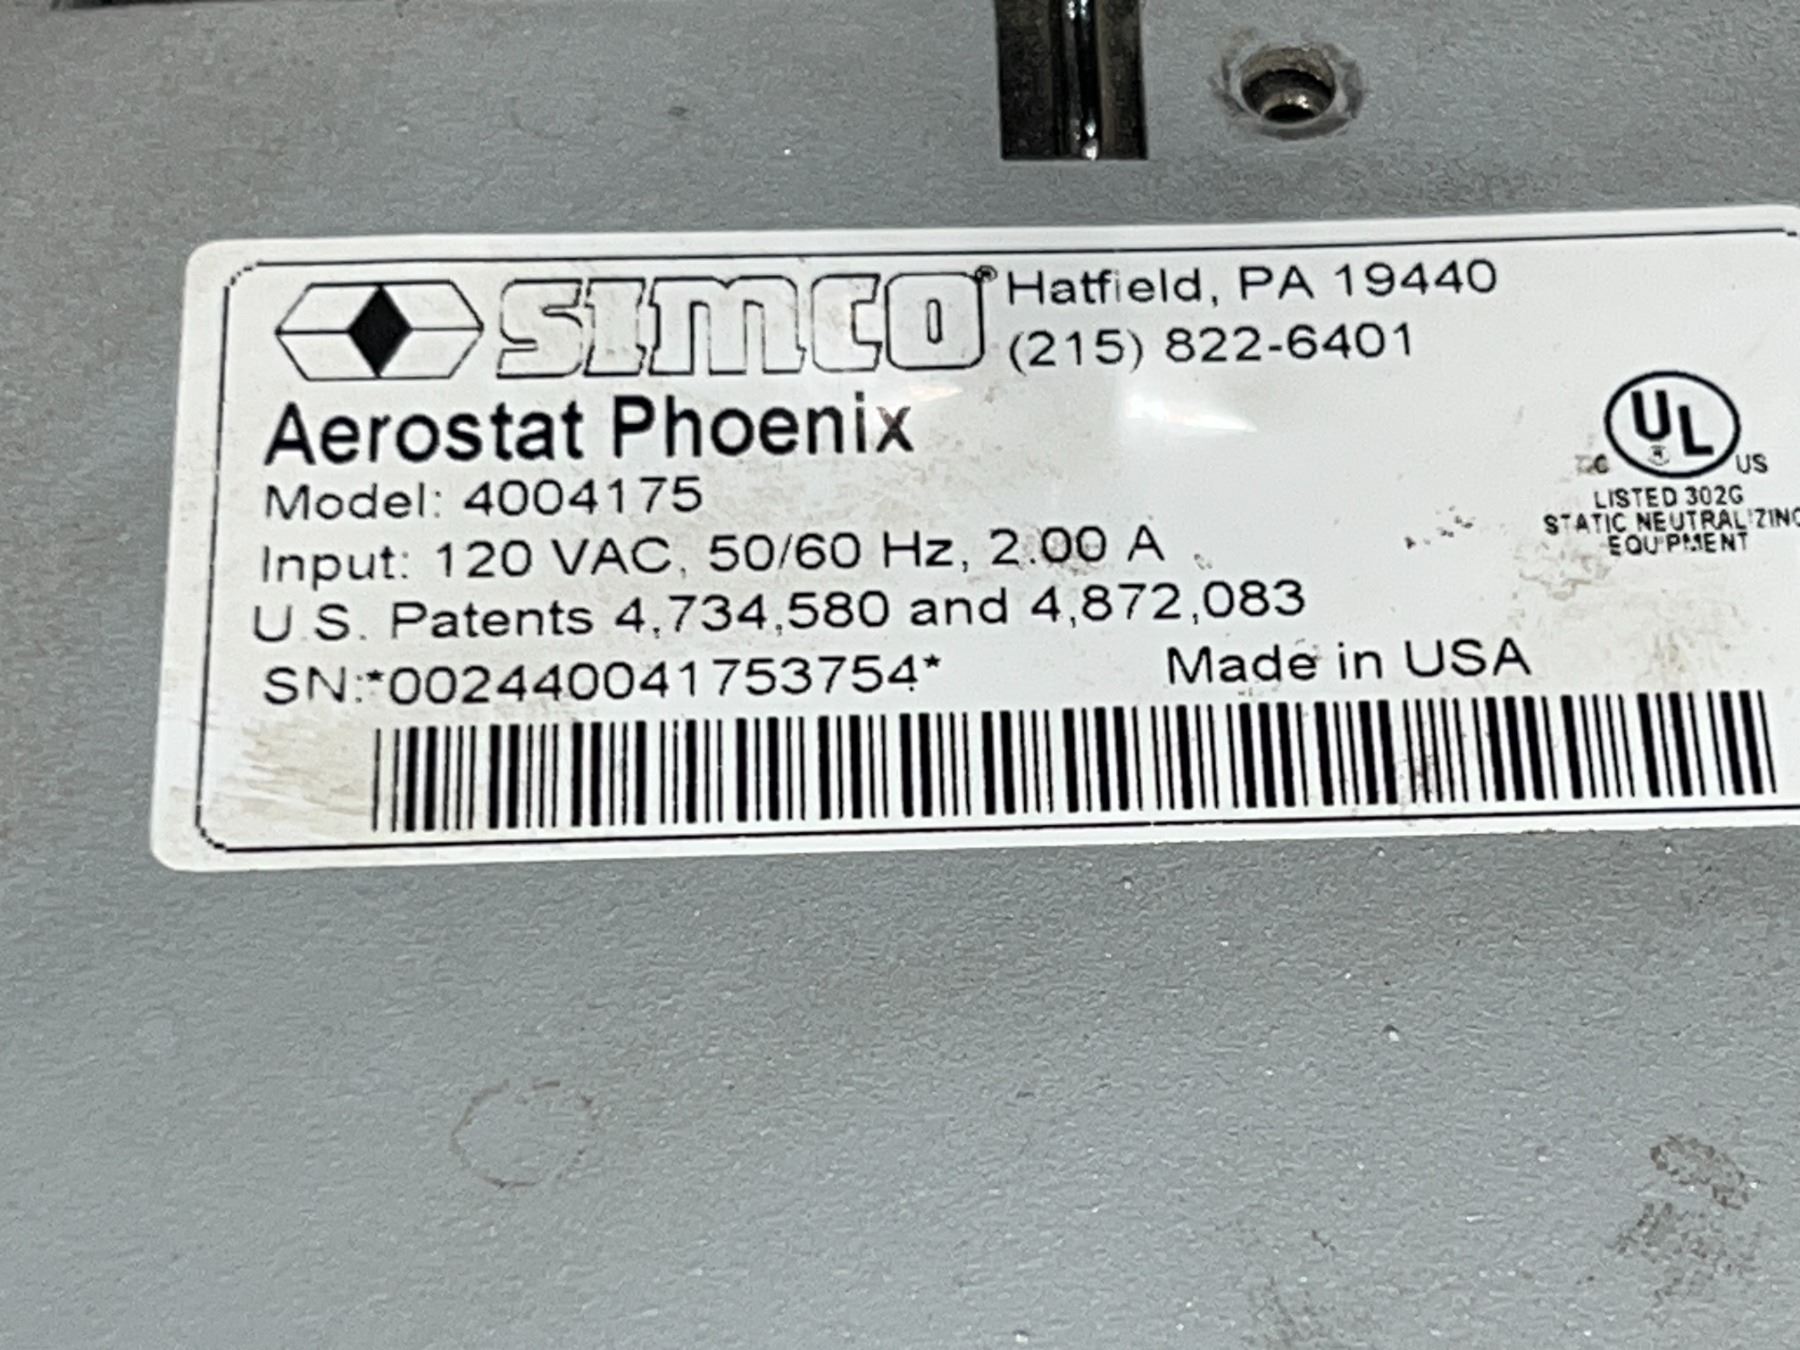 SIMCO® Hatfield, PA 19440
(215) 822-6401
Aerostat Phoenix
Model: 4004175
Input: 120 VAC, 50/60 Hz, 2.00 A
U.S. Patents 4,734,580 and 4,872,083
SN:*002440041753754*
Made in USA
C UL US
LISTED 302G
STATIC NEUTRALIZING
EQUIPMENT